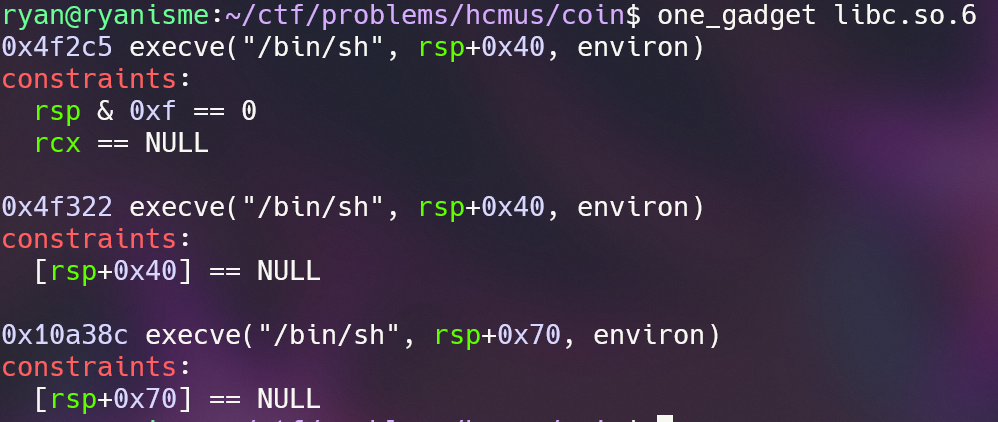 ryan@ryanisme:~/ctf/problems/hcmus/coin$ one_gadget libc.so.6
0x4f2c5 execve("/bin/sh", rsp+0x40, environ)
constraints:
  rsp & 0xf == 0
  rcx == NULL

0x4f322 execve("/bin/sh", rsp+0x40, environ)
constraints:
  [rsp+0x40] == NULL

0x10a38c execve("/bin/sh", rsp+0x70, environ)
constraints:
  [rsp+0x70] == NULL